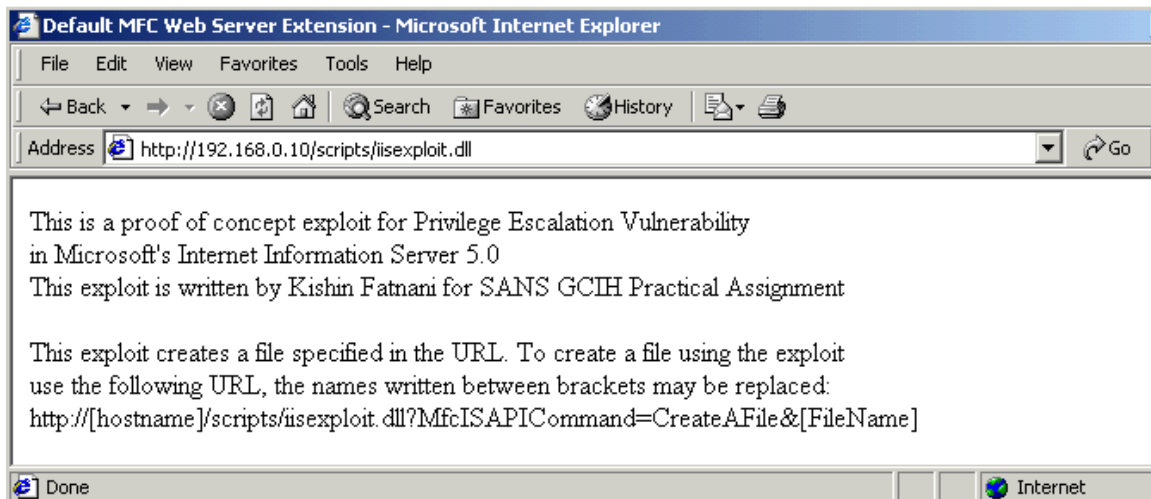 Default MFC Web Server Extension - Microsoft Internet Explorer
File Edit View Favorites Tools Help
Back Search Favorites History
Address http://192.168.0.10/scripts/iisexploit.dll Go
This is a proof of concept exploit for Privilege Escalation Vulnerability
in Microsoft's Internet Information Server 5.0
This exploit is written by Kishin Fatnani for SANS GCIH Practical Assignment
This exploit creates a file specified in the URL. To create a file using the exploit
use the following URL, the names written between brackets may be replaced:
http://[hostname]/scripts/iisexploit.dll?MfcISAPICommand=CreateAFile&[FileName]
Done Internet